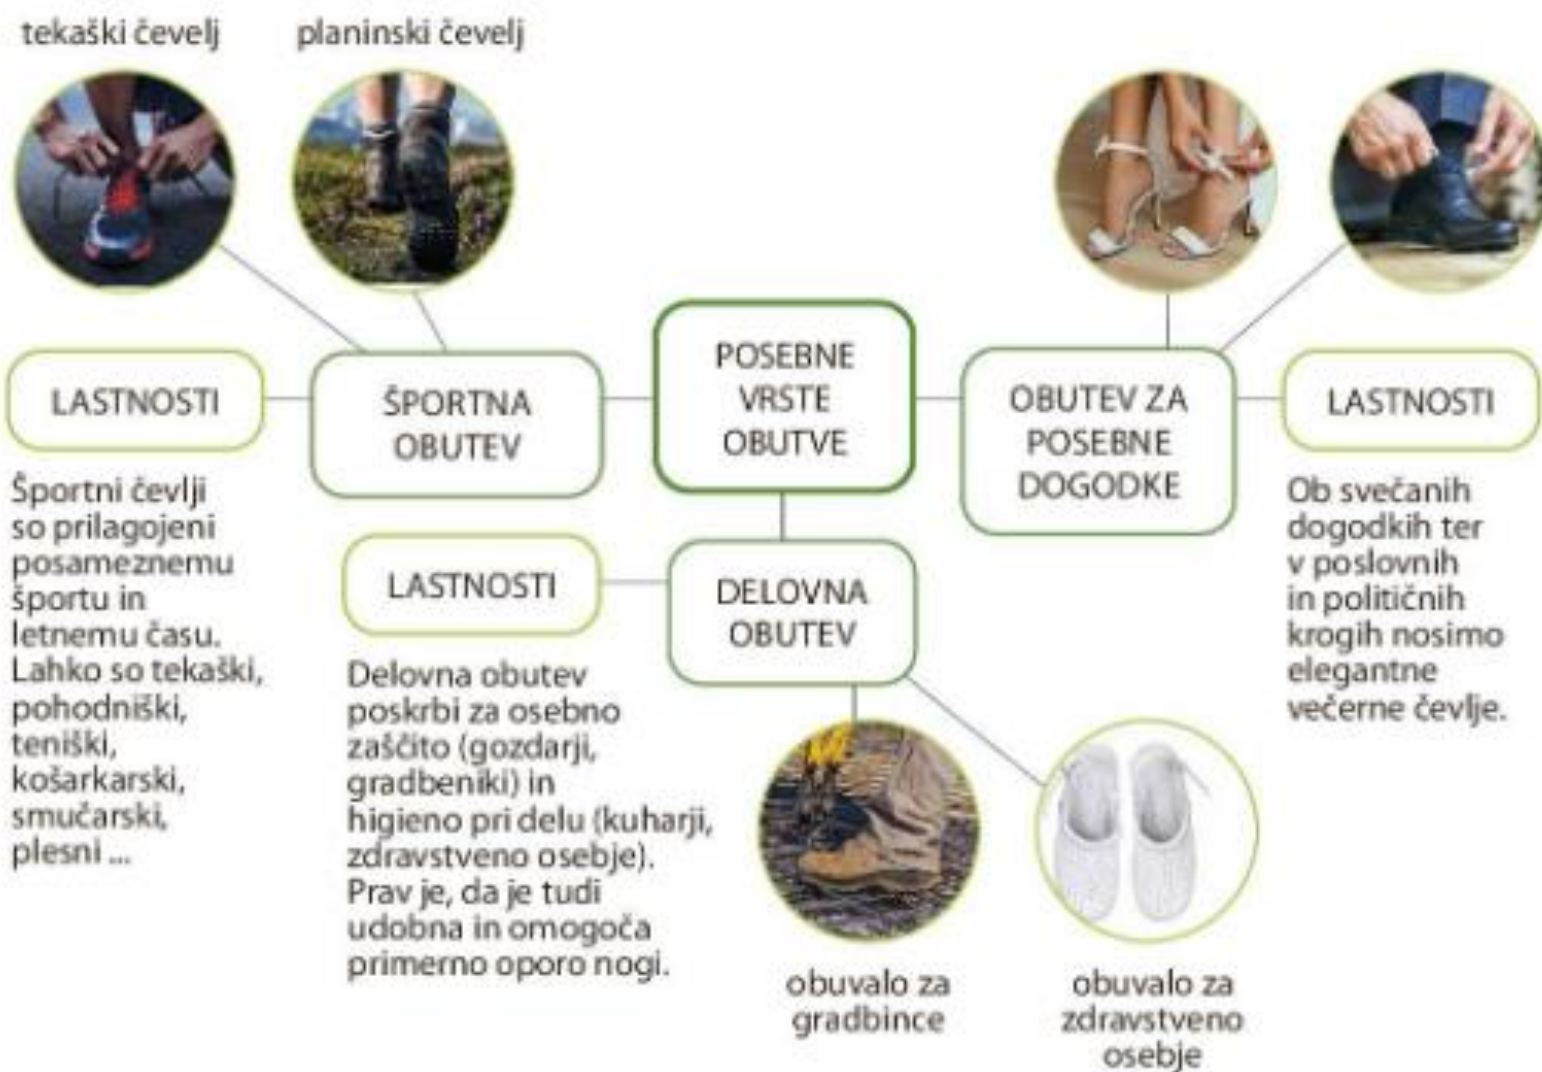 tekaški čevelj
planinski čevelj
POSEBNE
VRSTE
OBUTVE
ŠPORTNA
OBUTEV
LASTNOSTI
Športni čevlji
so prilagojeni
posameznemu
športu in
letnemu času.
Lahko so tekaški,
pohodniški,
teniški,
košarkarski,
smučarski,
plesni ...
DELOVNA
OBUTEV
LASTNOSTI
Delovna obutev
poskrbi za osebno
zaščito (gozdarji,
gradbeniki) in
higieno pri delu (kuharji,
zdravstveno osebje).
Prav je, da je tudi
udobna in omogoča
primerno oporo nogi.
obuvalo za
gradbince
obuvalo za
zdravstveno
osebje
OBUTEV ZA
POSEBNE
DOGODKE
LASTNOSTI
Ob svečanih
dogodkih ter
v poslovnih
in političnih
krogih nosimo
elegantne
večerne čevlje.